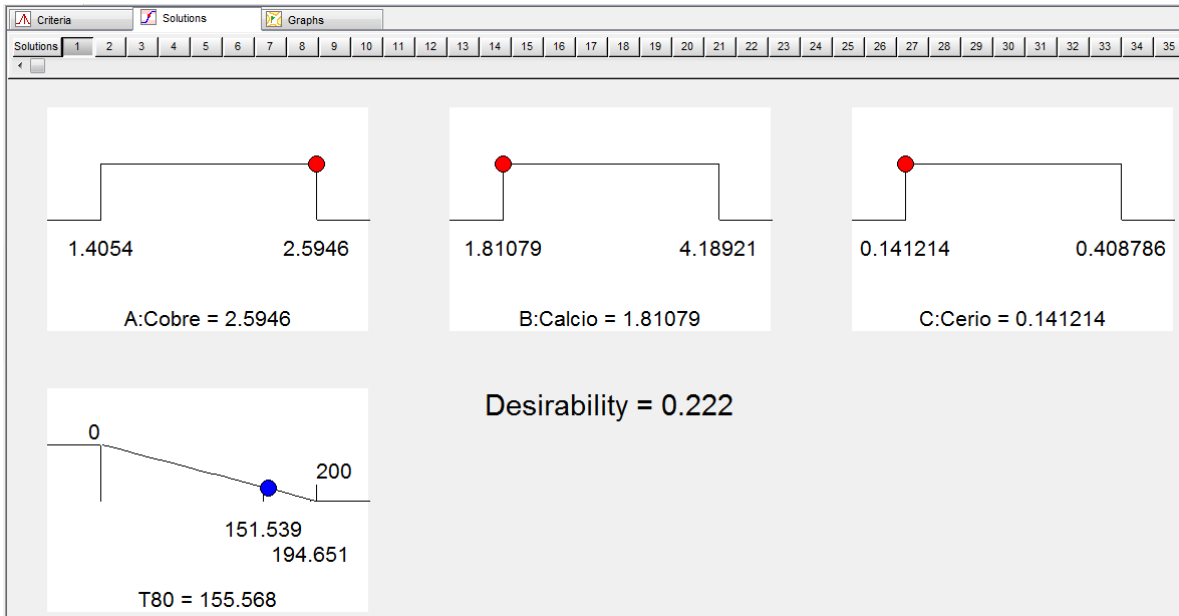 Criteria Solutions Graphs
Solutions 1 2 3 4 5 6 7 8 9 10 11 12 13 14 15 16 17 18 19 20 21 22 23 24 25 26 27 28 29 30 31 32 33 34 35
1.4054 2.5946
A:Cobre = 2.5946
1.81079 4.18921
B:Calcio = 1.81079
0.141214 0.408786
C:Cerio = 0.141214
0
200
151.539
194.651
T80 = 155.568
Desirability = 0.222